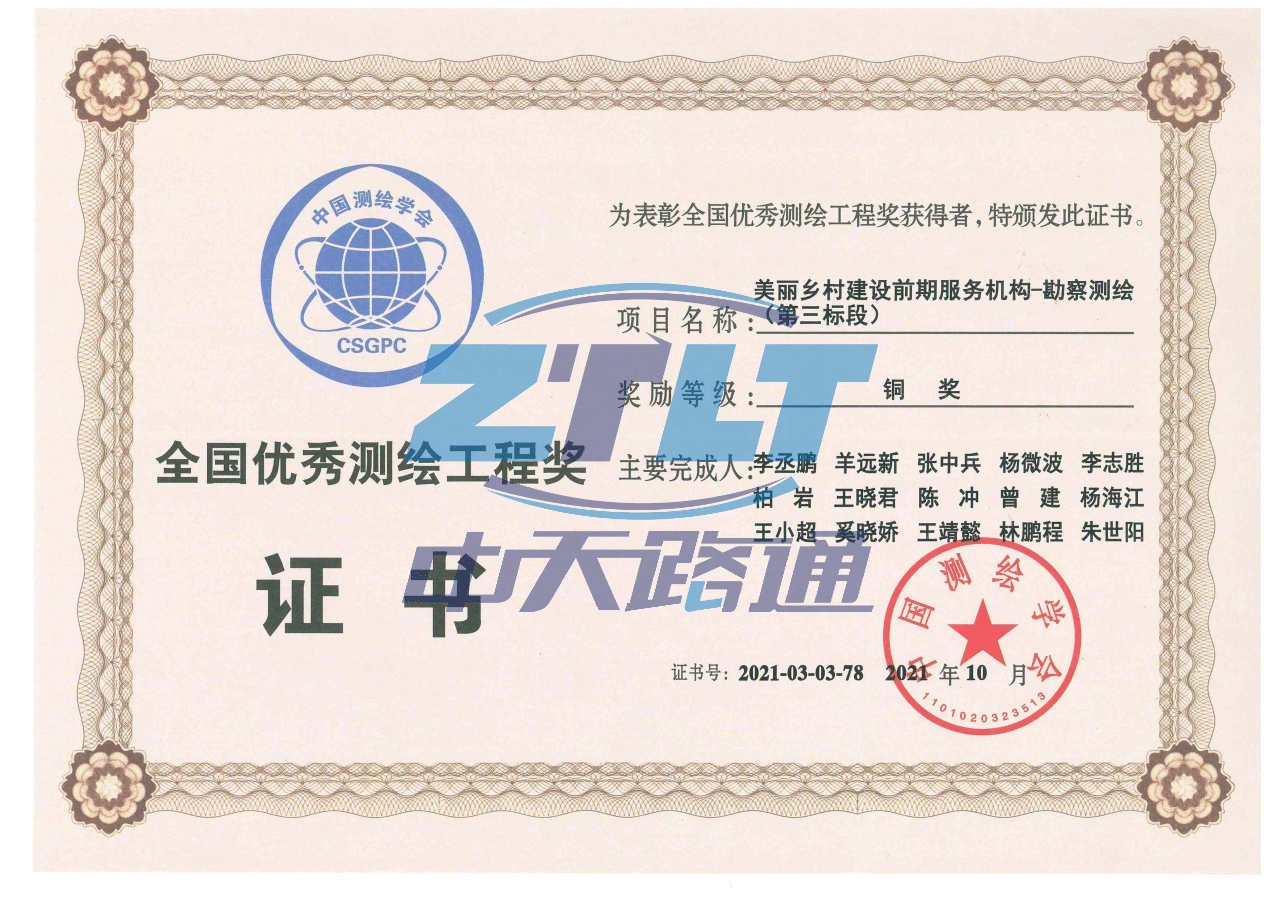 中国测绘学会
CSGPC
全国优秀测绘工程奖
证 书
为表彰全国优秀测绘工程奖获得者，特颁发此证书。
美丽乡村建设前期服务机构-勘察测绘
项目名称：（第三标段）
奖励等级：铜 奖
主要完成人：李丞鹏 羊远新 张中兵 杨微波 李志胜
柏 岩 王晓君 陈 冲 曾 建 杨海江
王小超 奚晓娇 王靖懿 林鹏程 朱世阳
证书号：2021-03-03-78 2021 年 10 月
中国测绘学会
1101020323513
ZTLT
中天路通